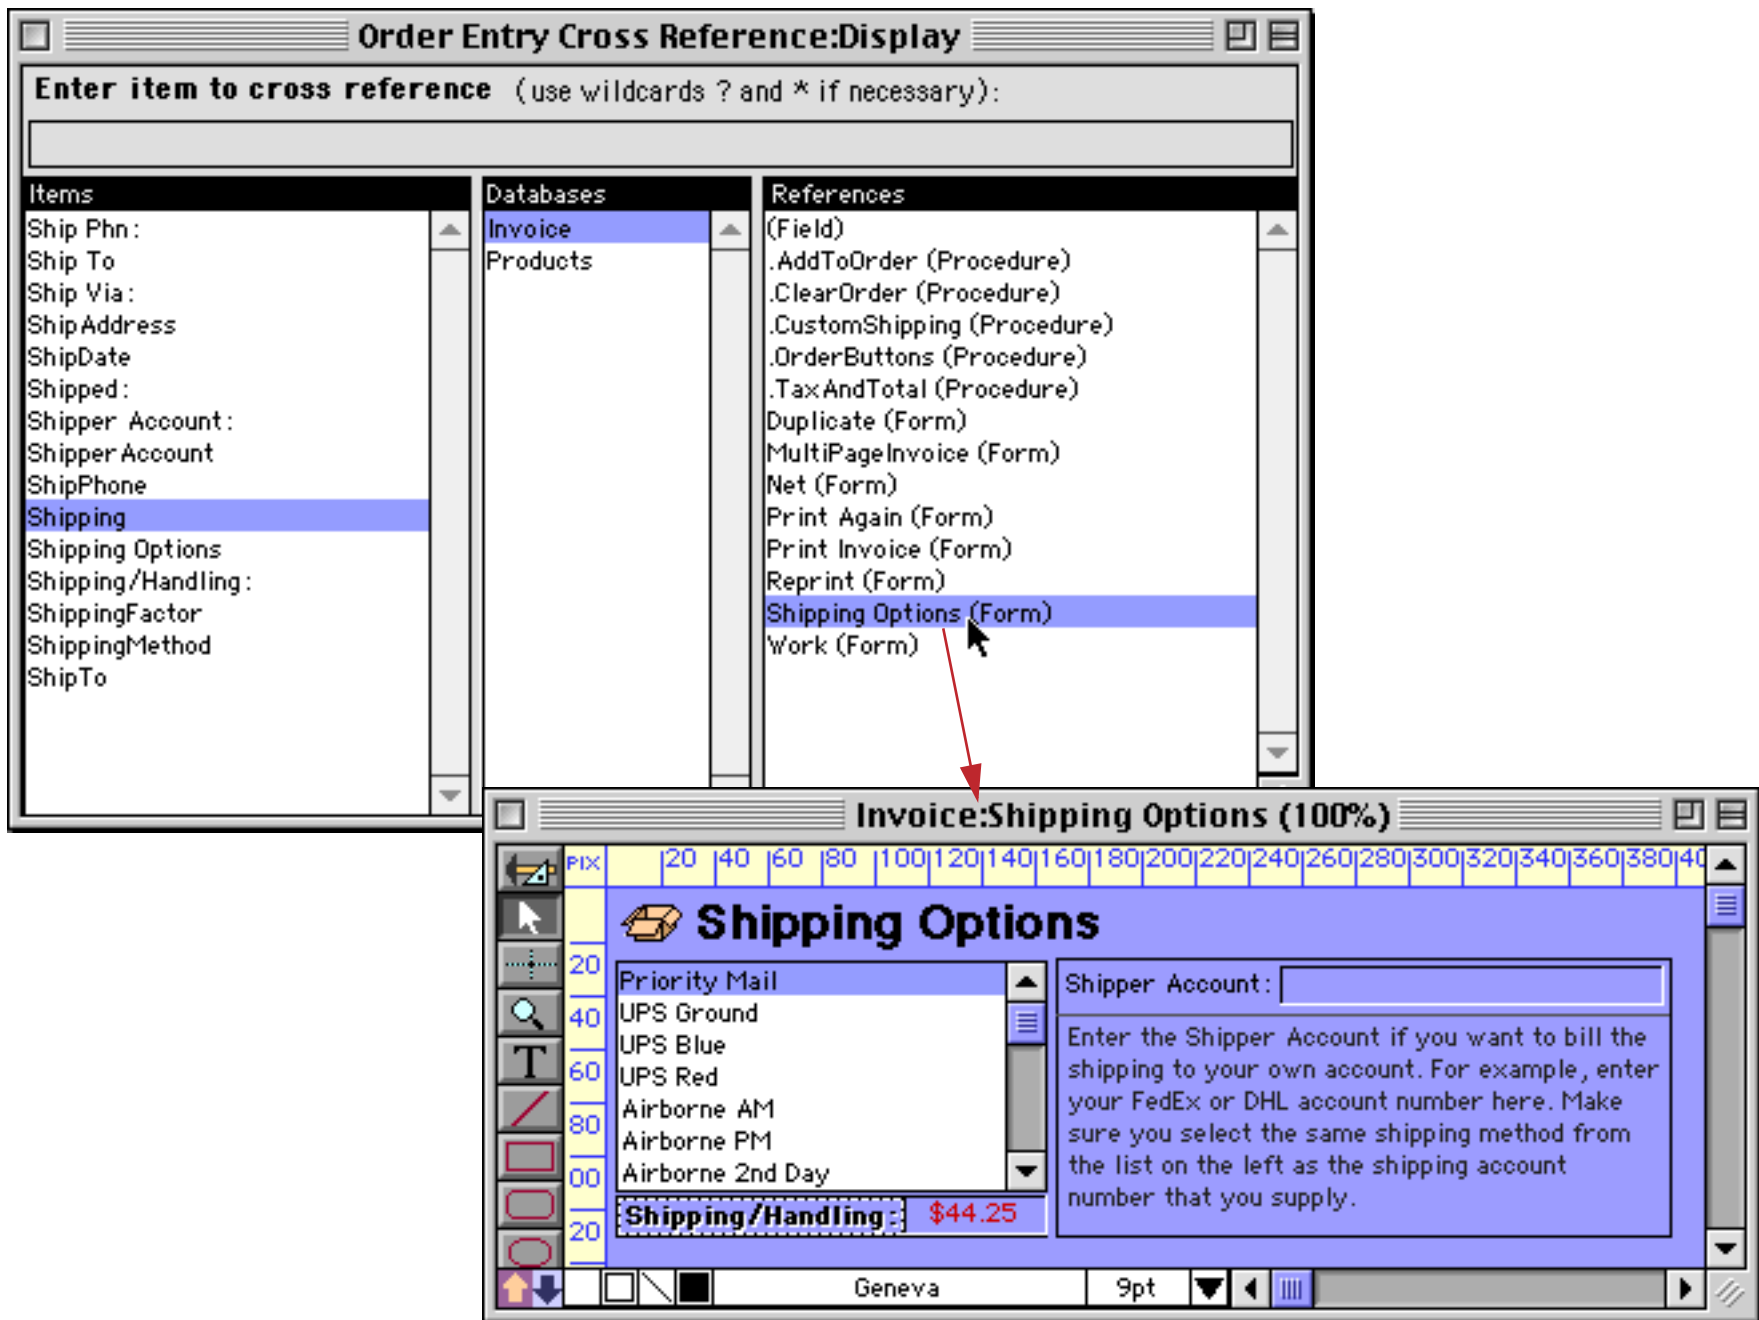 Order Entry Cross Reference:Display
Enter item to cross reference (use wildcards ? and * if necessary):
Items
Ship Phn:
Ship To
Ship Via:
ShipAddress
ShipDate
Shipped:
Shipper Account:
ShipperAccount
ShipPhone
Shipping
Shipping Options
Shipping/Handling:
ShippingFactor
ShippingMethod
ShipTo
Databases
Invoice
Products
References
(Field)
.AddToOrder (Procedure)
.ClearOrder (Procedure)
.CustomShipping (Procedure)
.OrderButtons (Procedure)
.TaxAndTotal (Procedure)
Duplicate (Form)
MultiPageInvoice (Form)
Net (Form)
Print Again (Form)
Print Invoice (Form)
Reprint (Form)
Shipping Options (Form)
Work (Form)
Invoice:Shipping Options (100%)
PIX 20 40 60 80 100 120 140 160 180 200 220 240 260 280 300 320 340 360 380 40
20
40
60
80
00
20
T
Shipping Options
Priority Mail
UPS Ground
UPS Blue
UPS Red
Airborne AM
Airborne PM
Airborne 2nd Day
Shipping/Handling: $44.25
Shipper Account:
Enter the Shipper Account if you want to bill the
shipping to your own account. For example, enter
your FedEx or DHL account number here. Make
sure you select the same shipping method from
the list on the left as the shipping account
number that you supply.
Geneva 9pt